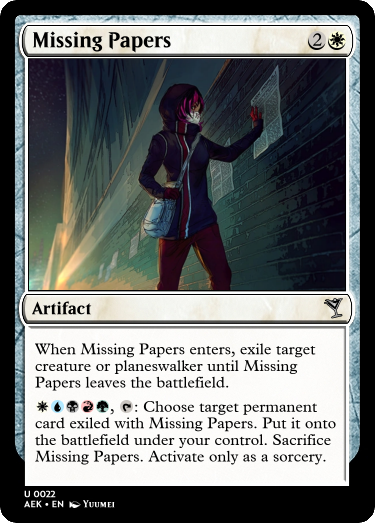 Missing Papers 2
Artifact
When Missing Papers enters, exile target
creature or planeswalker until Missing
Papers leaves the battlefield.
, : Choose target permanent
card exiled with Missing Papers. Put it onto
the battlefield under your control. Sacrifice
Missing Papers. Activate only as a sorcery.
U 0022
AEK • EN Yuumei